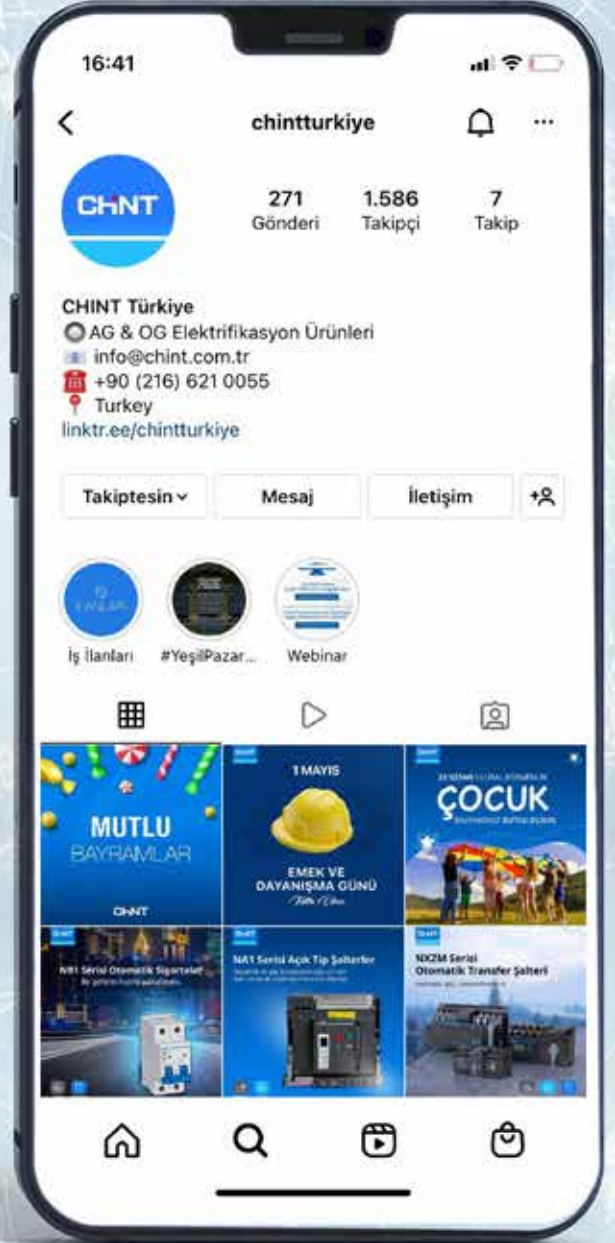 16:41
chintturkiye
CHINT
271
Gönderi
1.586
Takipçi
7
Takip
CHINT Türkiye
AG & OG Elektrifikasyon Ürünleri
info@chint.com.tr
+90 (216) 621 0055
Turkey
linktr.ee/chintturkiye
Takiptesin
Mesaj
İletişim
İŞ
İLANLARI
İş İlanları
#YeşilPazar...
Webinar
MUTLU
BAYRAMLAR
CHINT
1 MAYIS
EMEK VE
DAYANIŞMA GÜNÜ
ÇOCUK
NB1 Serisi Otomatik Sigortalar
NA1 Serisi Açık Tip Şalterler
NXZM Serisi
Otomatik Transfer Şalteri